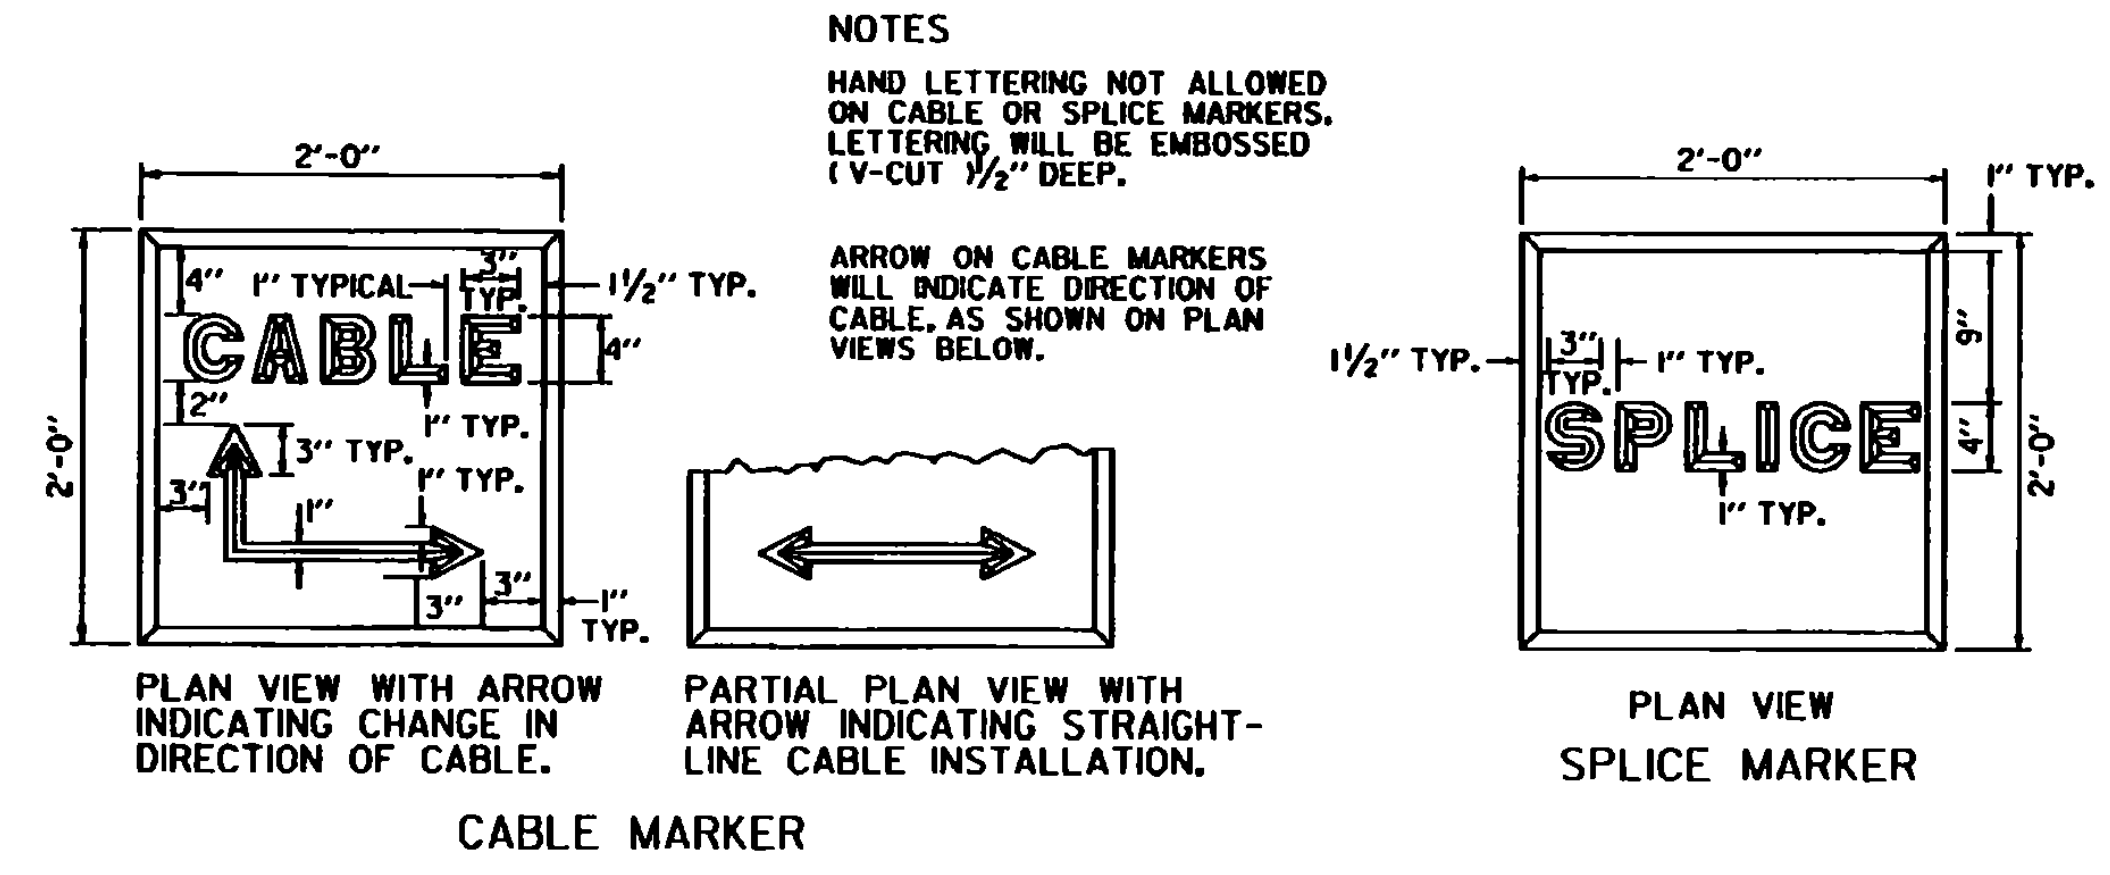 NOTES
HAND LETTERING NOT ALLOWED
ON CABLE OR SPLICE MARKERS.
LETTERING WILL BE EMBOSSED
(V-CUT) 1/2" DEEP.
ARROW ON CABLE MARKERS
WILL INDICATE DIRECTION OF
CABLE, AS SHOWN ON PLAN
VIEWS BELOW.
2'-0"
2'-0"
4"
1" TYPICAL
3"
TYP.
1½" TYP.
CABLE
4"
2"
1" TYP.
3" TYP.
1" TYP.
3"
1"
3"
3"
1"
TYP.
PLAN VIEW WITH ARROW
INDICATING CHANGE IN
DIRECTION OF CABLE.
PARTIAL PLAN VIEW WITH
ARROW INDICATING STRAIGHT-
LINE CABLE INSTALLATION.
CABLE MARKER
2'-0"
1" TYP.
9"
1½" TYP.
3"
TYP.
1" TYP.
SPLICE
4"
2'-0"
1" TYP.
PLAN VIEW
SPLICE MARKER